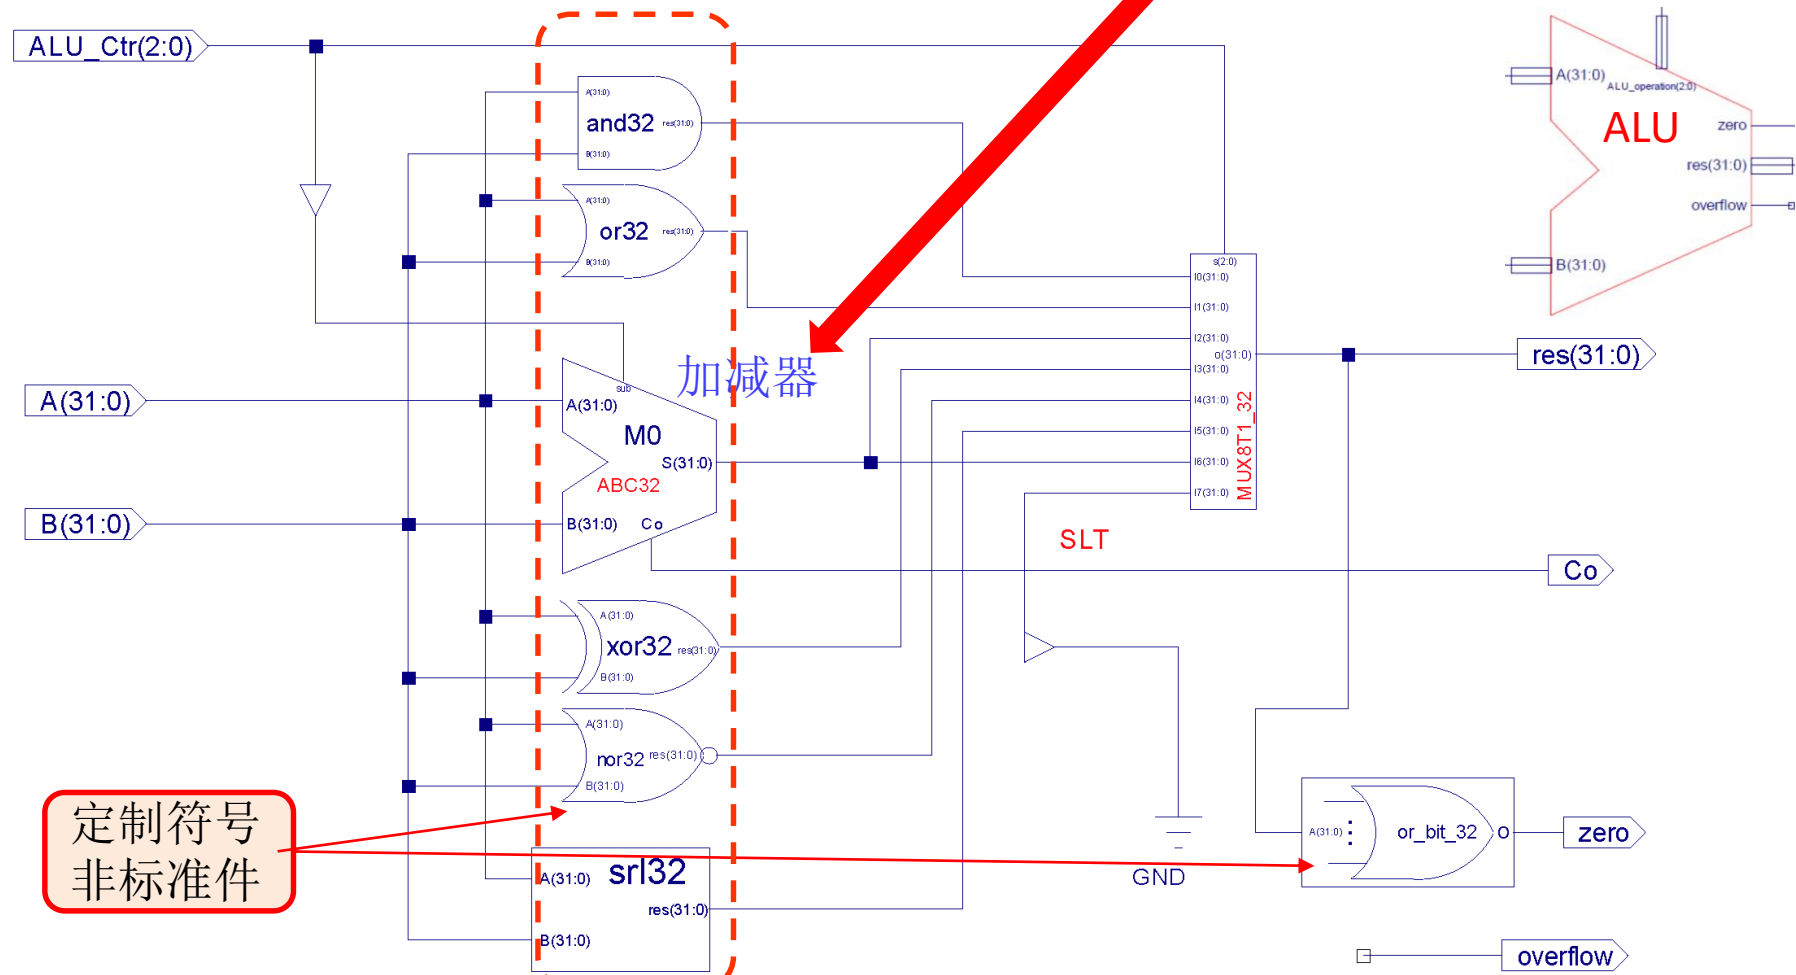 ALU_Ctr(2:0)
A(31:0)
and32
res(31:0)
B(31:0)
A(31:0)
or32
res(31:0)
B(31:0)
A(31:0)
ALU_operation(2:0)
ALU
zero
res(31:0)
overflow
B(31:0)
加减器
A(31:0)
B(31:0)
sub
A(31:0)
M0
S(31:0)
ABC32
B(31:0)
Co
s(2:0)
I0(31:0)
I1(31:0)
I2(31:0)
o(31:0)
I3(31:0)
I4(31:0)
I5(31:0)
I6(31:0)
I7(31:0)
MUX8T1_32
res(31:0)
SLT
Co
A(31:0)
xor32
res(31:0)
B(31:0)
A(31:0)
nor32
res(31:0)
B(31:0)
定制符号
非标准件
A(31:0)
srl32
res(31:0)
B(31:0)
GND
A(31:0)
or_bit_32
O
zero
overflow